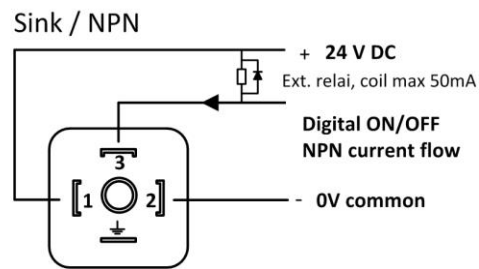 Sink / NPN
+ 24 V DC
Ext. relai, coil max 50mA
Digital ON/OFF
NPN current flow
3
1 2
- 0V common